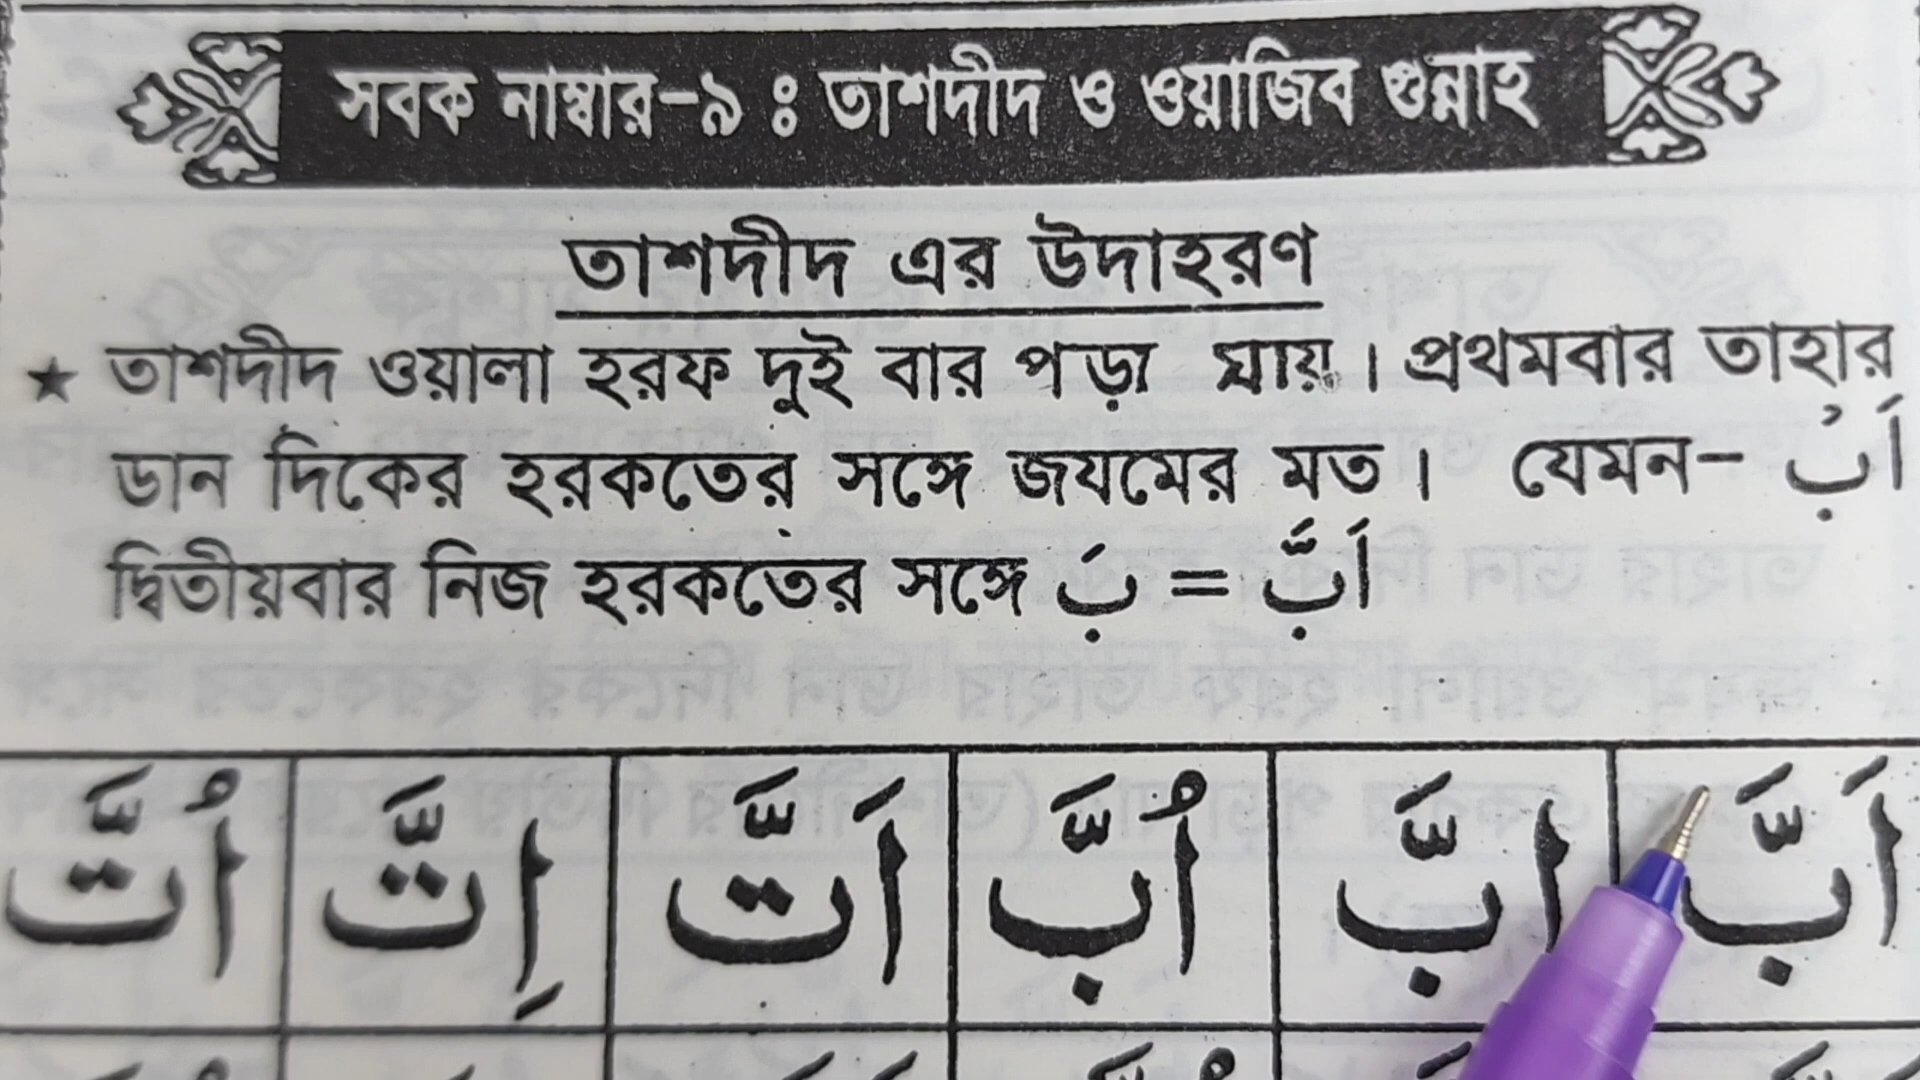 সবক নাম্বার-৯ ঃ তাশদীদ ও ওয়াজিব গুন্নাহ
তাশদীদ এর উদাহরণ
★ তাশদীদ ওয়ালা হরফ দুই বার পড়া যায়। প্রথমবার তাহার
ডান দিকের হরকতের সঙ্গে জযমের মত। যেমন- اَبْ
দ্বিতীয়বার নিজ হরকতের সঙ্গে بَ = اَبَّ
اَبَّ ابَّ اُبَّ اَتَّ اِتَّ اُتَّ